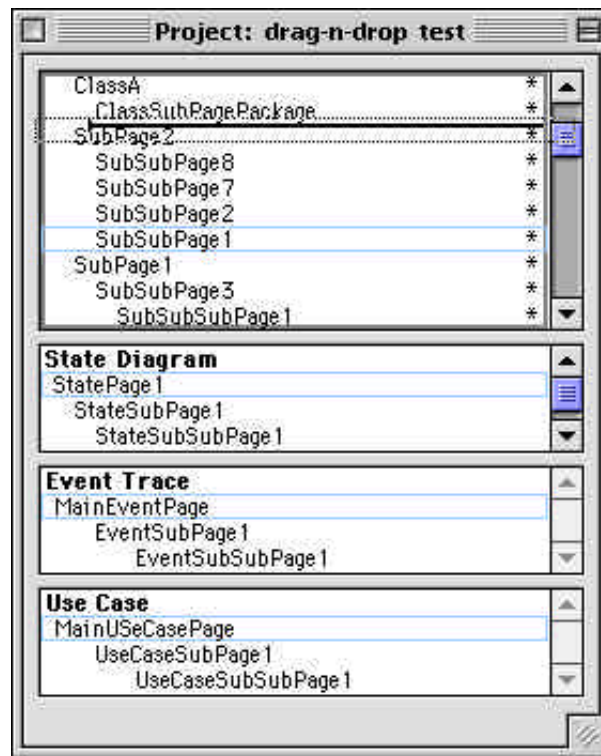 Project: drag-n-drop test
ClassA *
ClassSubPagePackage *
SubPage2 *
SubSubPage8 *
SubSubPage7 *
SubSubPage2 *
SubSubPage1 *
SubPage1 *
SubSubPage3 *
SubSubSubPage1 *
State Diagram
StatePage1
StateSubPage1
StateSubSubPage1
Event Trace
MainEventPage
EventSubPage1
EventSubSubPage1
Use Case
MainUSeCasePage
UseCaseSubPage1
UseCaseSubSubPage1